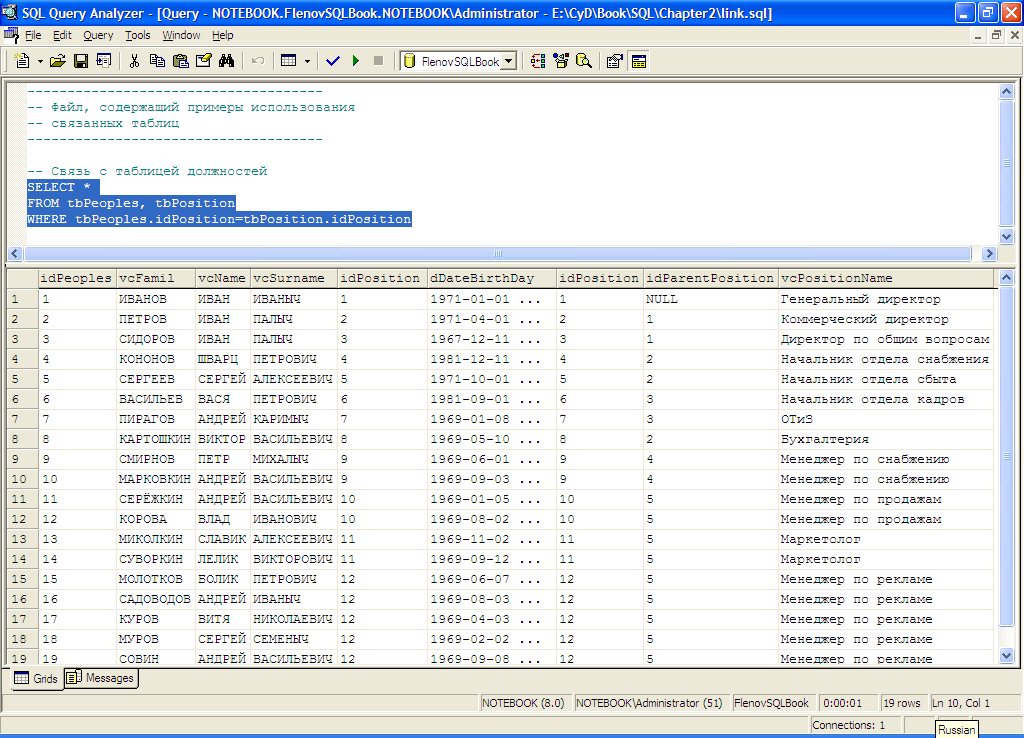 SQL Query Analyzer - [Query - NOTEBOOK.FlenovSQLBook.NOTEBOOK\Administrator - E:\CyD\Book\SQL\Chapter2\link.sql]
File Edit Query Tools Window Help
FlenovSQLBook
-------------------------------------
-- Файл, содержащий примеры использования
-- связанных таблиц
-------------------------------------
-- Связь с таблицей должностей
SELECT *
FROM tbPeoples, tbPosition
WHERE tbPeoples.idPosition=tbPosition.idPosition
idPeoples vcFamil vcName vcSurname idPosition dDateBirthDay idPosition idParentPosition vcPositionName
1 1 ИВАНОВ ИВАН ИВАНЫЧ 1 1971-01-01 ... 1 NULL Генеральный директор
2 2 ПЕТРОВ ИВАН ПАЛЫЧ 2 1971-04-01 ... 2 1 Коммерческий директор
3 3 СИДОРОВ ИВАН ПАЛЫЧ 3 1967-12-11 ... 3 1 Директор по общим вопросам
4 4 КОНОНОВ ШВАРЦ ПЕТРОВИЧ 4 1981-12-11 ... 4 2 Начальник отдела снабжения
5 5 СЕРГЕЕВ СЕРГЕЙ АЛЕКСЕЕВИЧ 5 1971-10-01 ... 5 2 Начальник отдела сбыта
6 6 ВАСИЛЬЕВ ВАСЯ ПЕТРОВИЧ 6 1981-09-01 ... 6 3 Начальник отдела кадров
7 7 ПИРАГОВ АНДРЕЙ КАРИМЫЧ 7 1969-01-08 ... 7 3 ОТиЗ
8 8 КАРТОШКИН ВИКТОР ВАСИЛЬЕВИЧ 8 1969-05-10 ... 8 2 Бухгалтерия
9 9 СМИРНОВ ПЕТР МИХАЛЫЧ 9 1969-06-01 ... 9 4 Менеджер по снабжению
10 10 МАРКОВКИН АНДРЕЙ ВАСИЛЬЕВИЧ 9 1969-09-03 ... 9 4 Менеджер по снабжению
11 11 СЕРЁЖКИН АНДРЕЙ ВАСИЛЬЕВИЧ 10 1969-01-05 ... 10 5 Менеджер по продажам
12 12 КОРОВА ВЛАД ИВАНОВИЧ 10 1969-08-02 ... 10 5 Менеджер по продажам
13 13 МИКОЛКИН СЛАВИК АЛЕКСЕЕВИЧ 11 1969-11-02 ... 11 5 Маркетолог
14 14 СУВОРКИН ЛЕЛИК ВИКТОРОВИЧ 11 1969-09-12 ... 11 5 Маркетолог
15 15 МОЛОТКОВ ВОЛИК ПЕТРОВИЧ 12 1969-06-07 ... 12 5 Менеджер по рекламе
16 16 САДОВОДОВ АНДРЕЙ ИВАНЫЧ 12 1969-08-03 ... 12 5 Менеджер по рекламе
17 17 КУРОВ ВИТЯ НИКОЛАЕВИЧ 12 1969-04-03 ... 12 5 Менеджер по рекламе
18 18 МУРОВ СЕРГЕЙ СЕМЕНЫЧ 12 1969-02-02 ... 12 5 Менеджер по рекламе
19 19 СОВИН АНДРЕЙ ВАСИЛЬЕВИЧ 12 1969-09-08 ... 12 5 Менеджер по рекламе
Grids Messages
NOTEBOOK (8.0) NOTEBOOK\Administrator (51) FlenovSQLBook 0:00:01 19 rows Ln 10, Col 1
Connections: 1
Russian